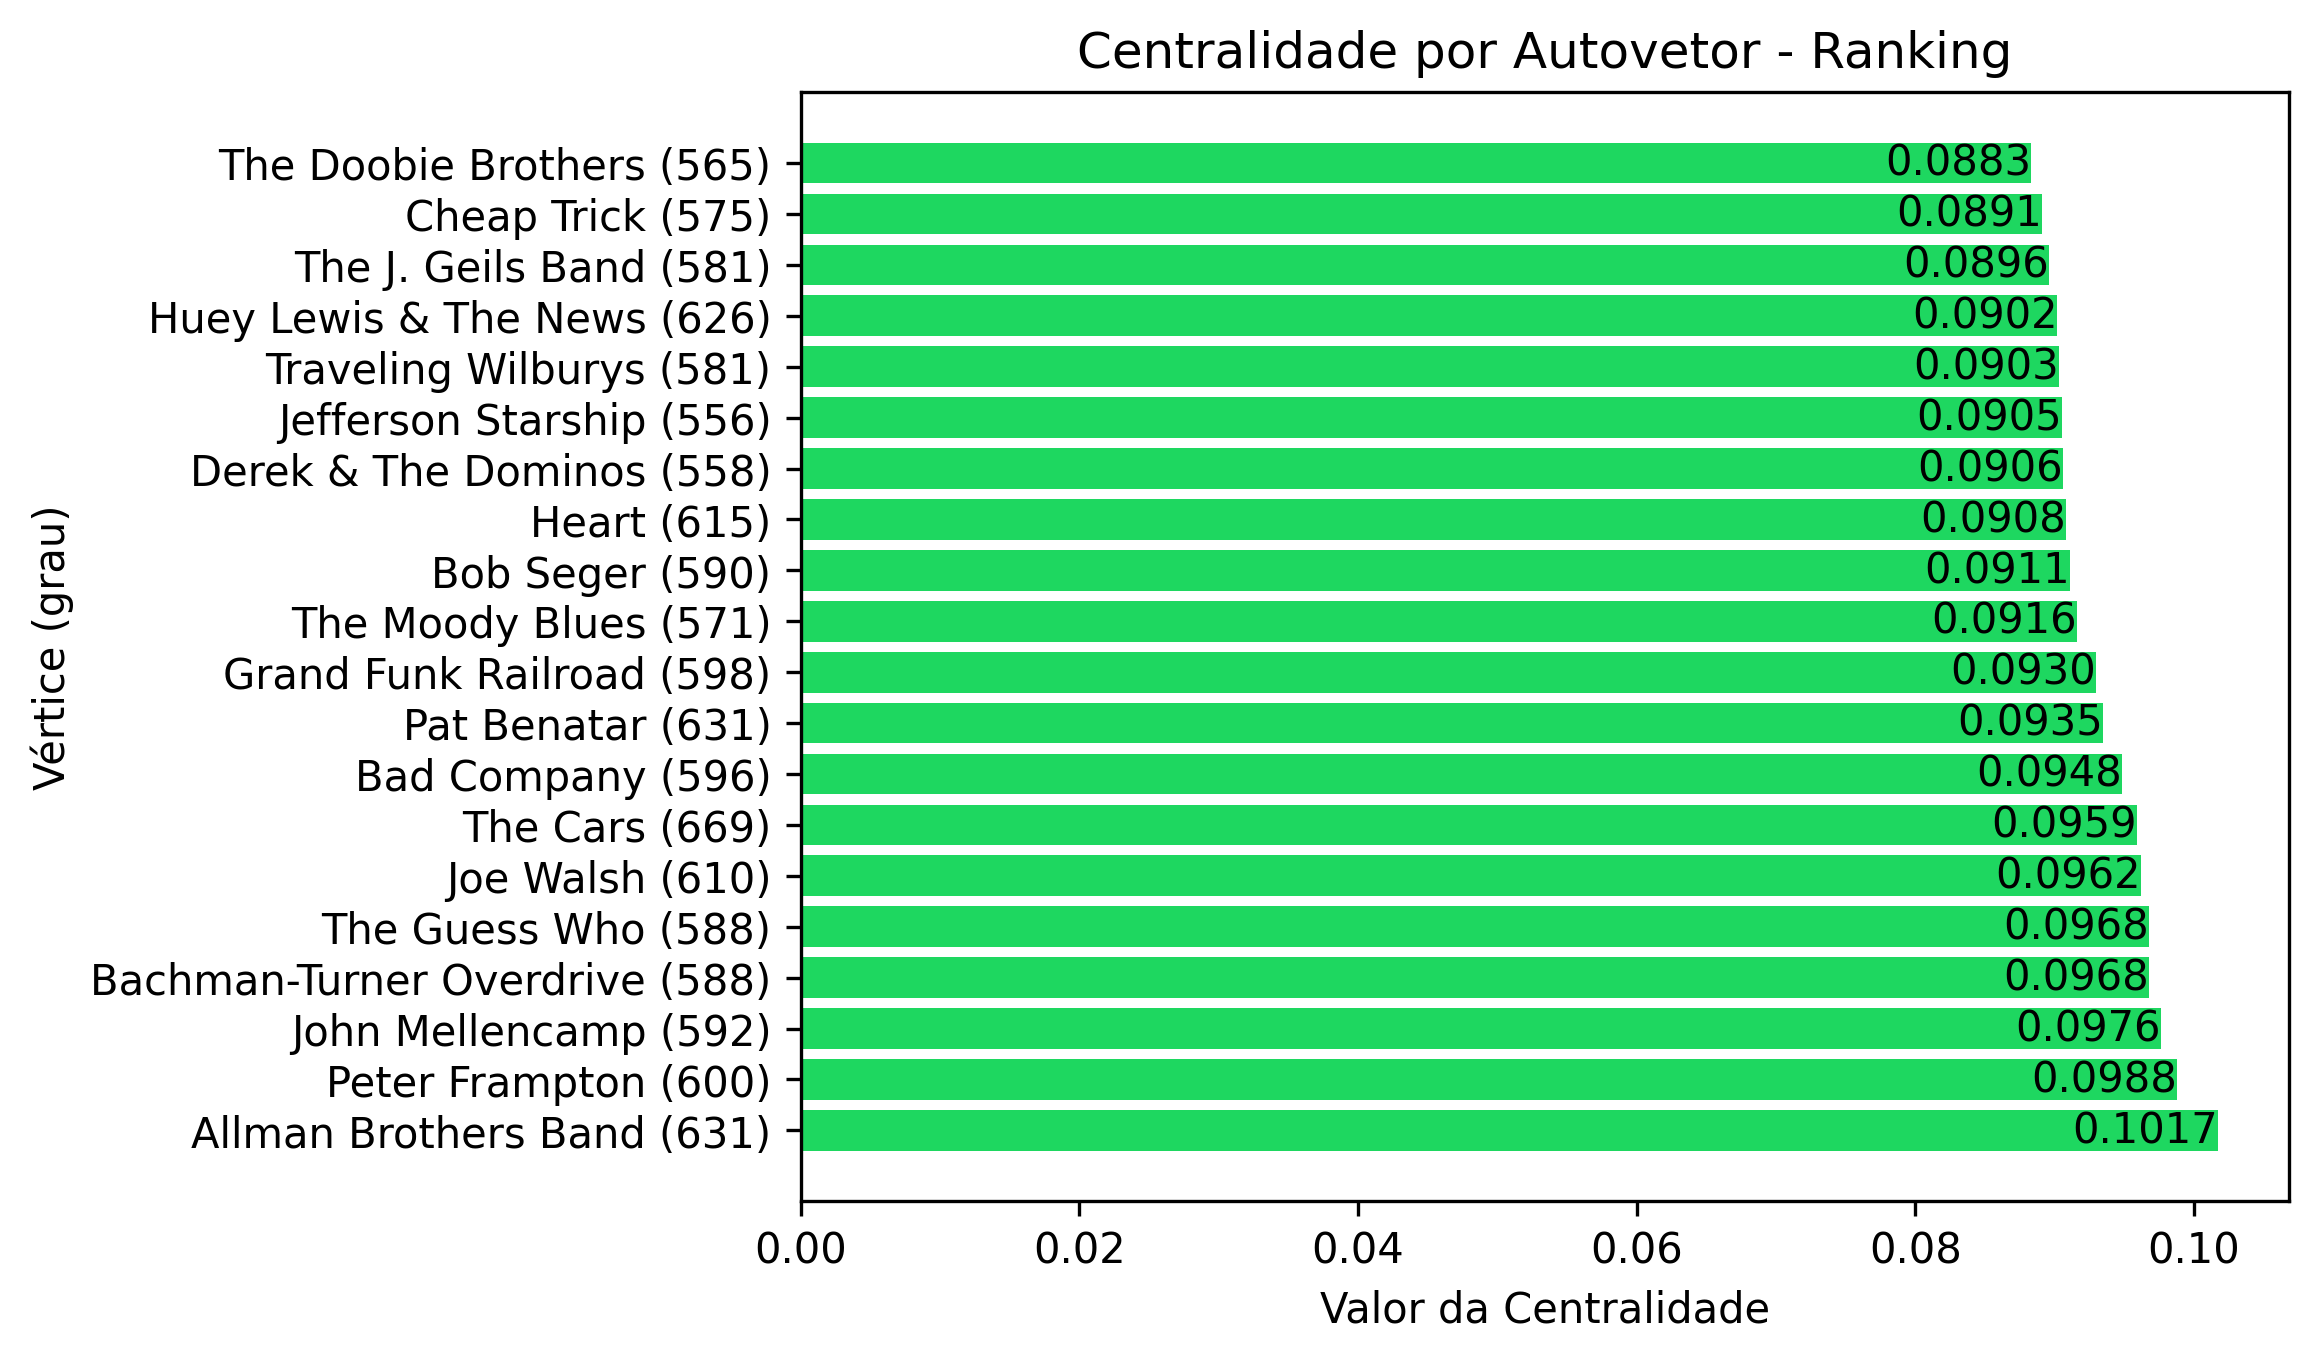 Centralidade por Autovetor - Ranking
The Doobie Brothers (565) 0.0883
Cheap Trick (575) 0.0891
The J. Geils Band (581) 0.0896
Huey Lewis & The News (626) 0.0902
Traveling Wilburys (581) 0.0903
Jefferson Starship (556) 0.0905
Derek & The Dominos (558) 0.0906
Heart (615) 0.0908
Bob Seger (590) 0.0911
The Moody Blues (571) 0.0916
Grand Funk Railroad (598) 0.0930
Pat Benatar (631) 0.0935
Bad Company (596) 0.0948
The Cars (669) 0.0959
Joe Walsh (610) 0.0962
The Guess Who (588) 0.0968
Bachman-Turner Overdrive (588) 0.0968
John Mellencamp (592) 0.0976
Peter Frampton (600) 0.0988
Allman Brothers Band (631) 0.1017
Vértice (grau)
0.00 0.02 0.04 0.06 0.08 0.10
Valor da Centralidade